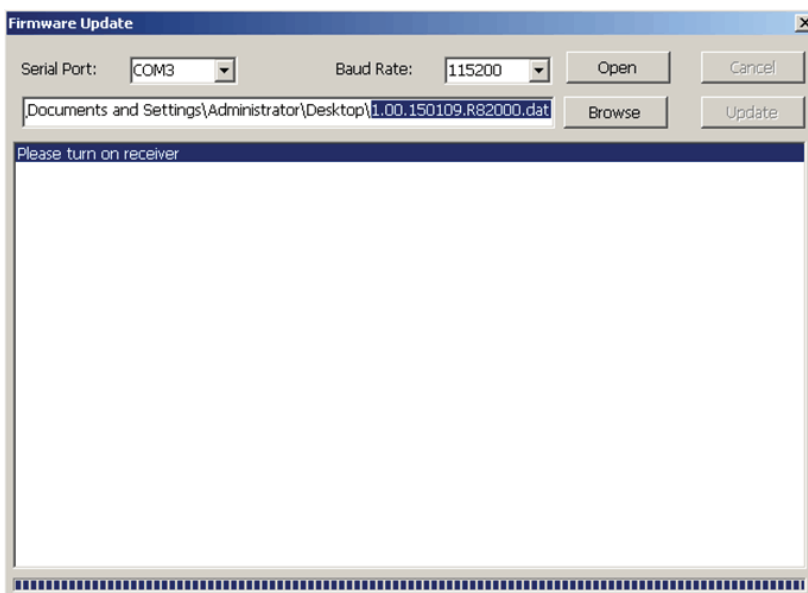 Firmware Update
Serial Port: COM3 Baud Rate: 115200 Open Cancel
Documents and Settings\Administrator\Desktop\1.00.150109.R82000.dat Browse Update
Please turn on receiver